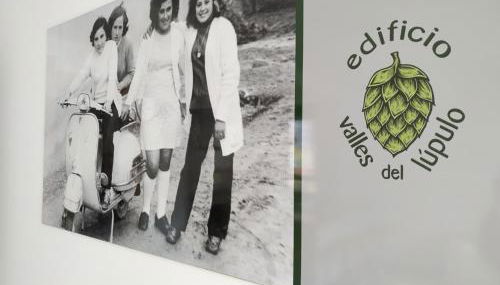 edificio
valles del lúpulo